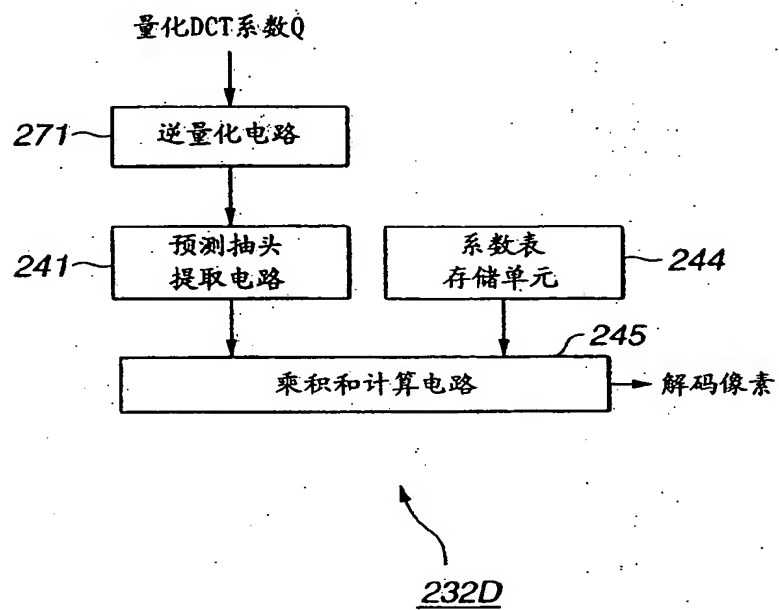 量化DCT系数Q
271
逆量化电路
241
预测抽头
提取电路
系数表
存储单元
244
245
乘积和计算电路
解码像素
232D